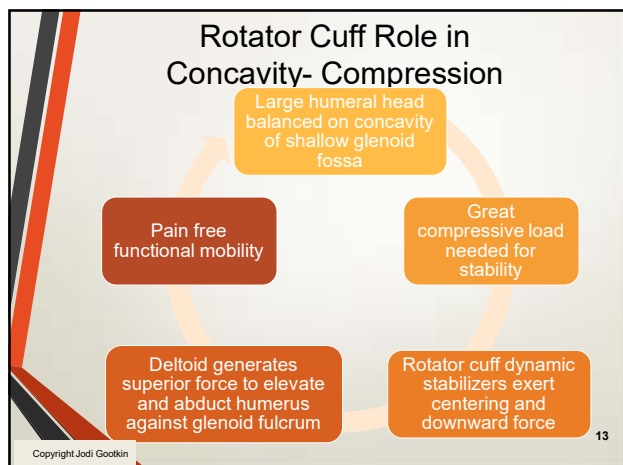 Rotator Cuff Role in
Concavity- Compression
Large humeral head
balanced on concavity
of shallow glenoid
fossa
Great
compressive load
needed for
stability
Rotator cuff dynamic
stabilizers exert
centering and
downward force
Deltoid generates
superior force to elevate
and abduct humerus
against glenoid fulcrum
Pain free
functional mobility
13
Copyright Jodi Gootkin